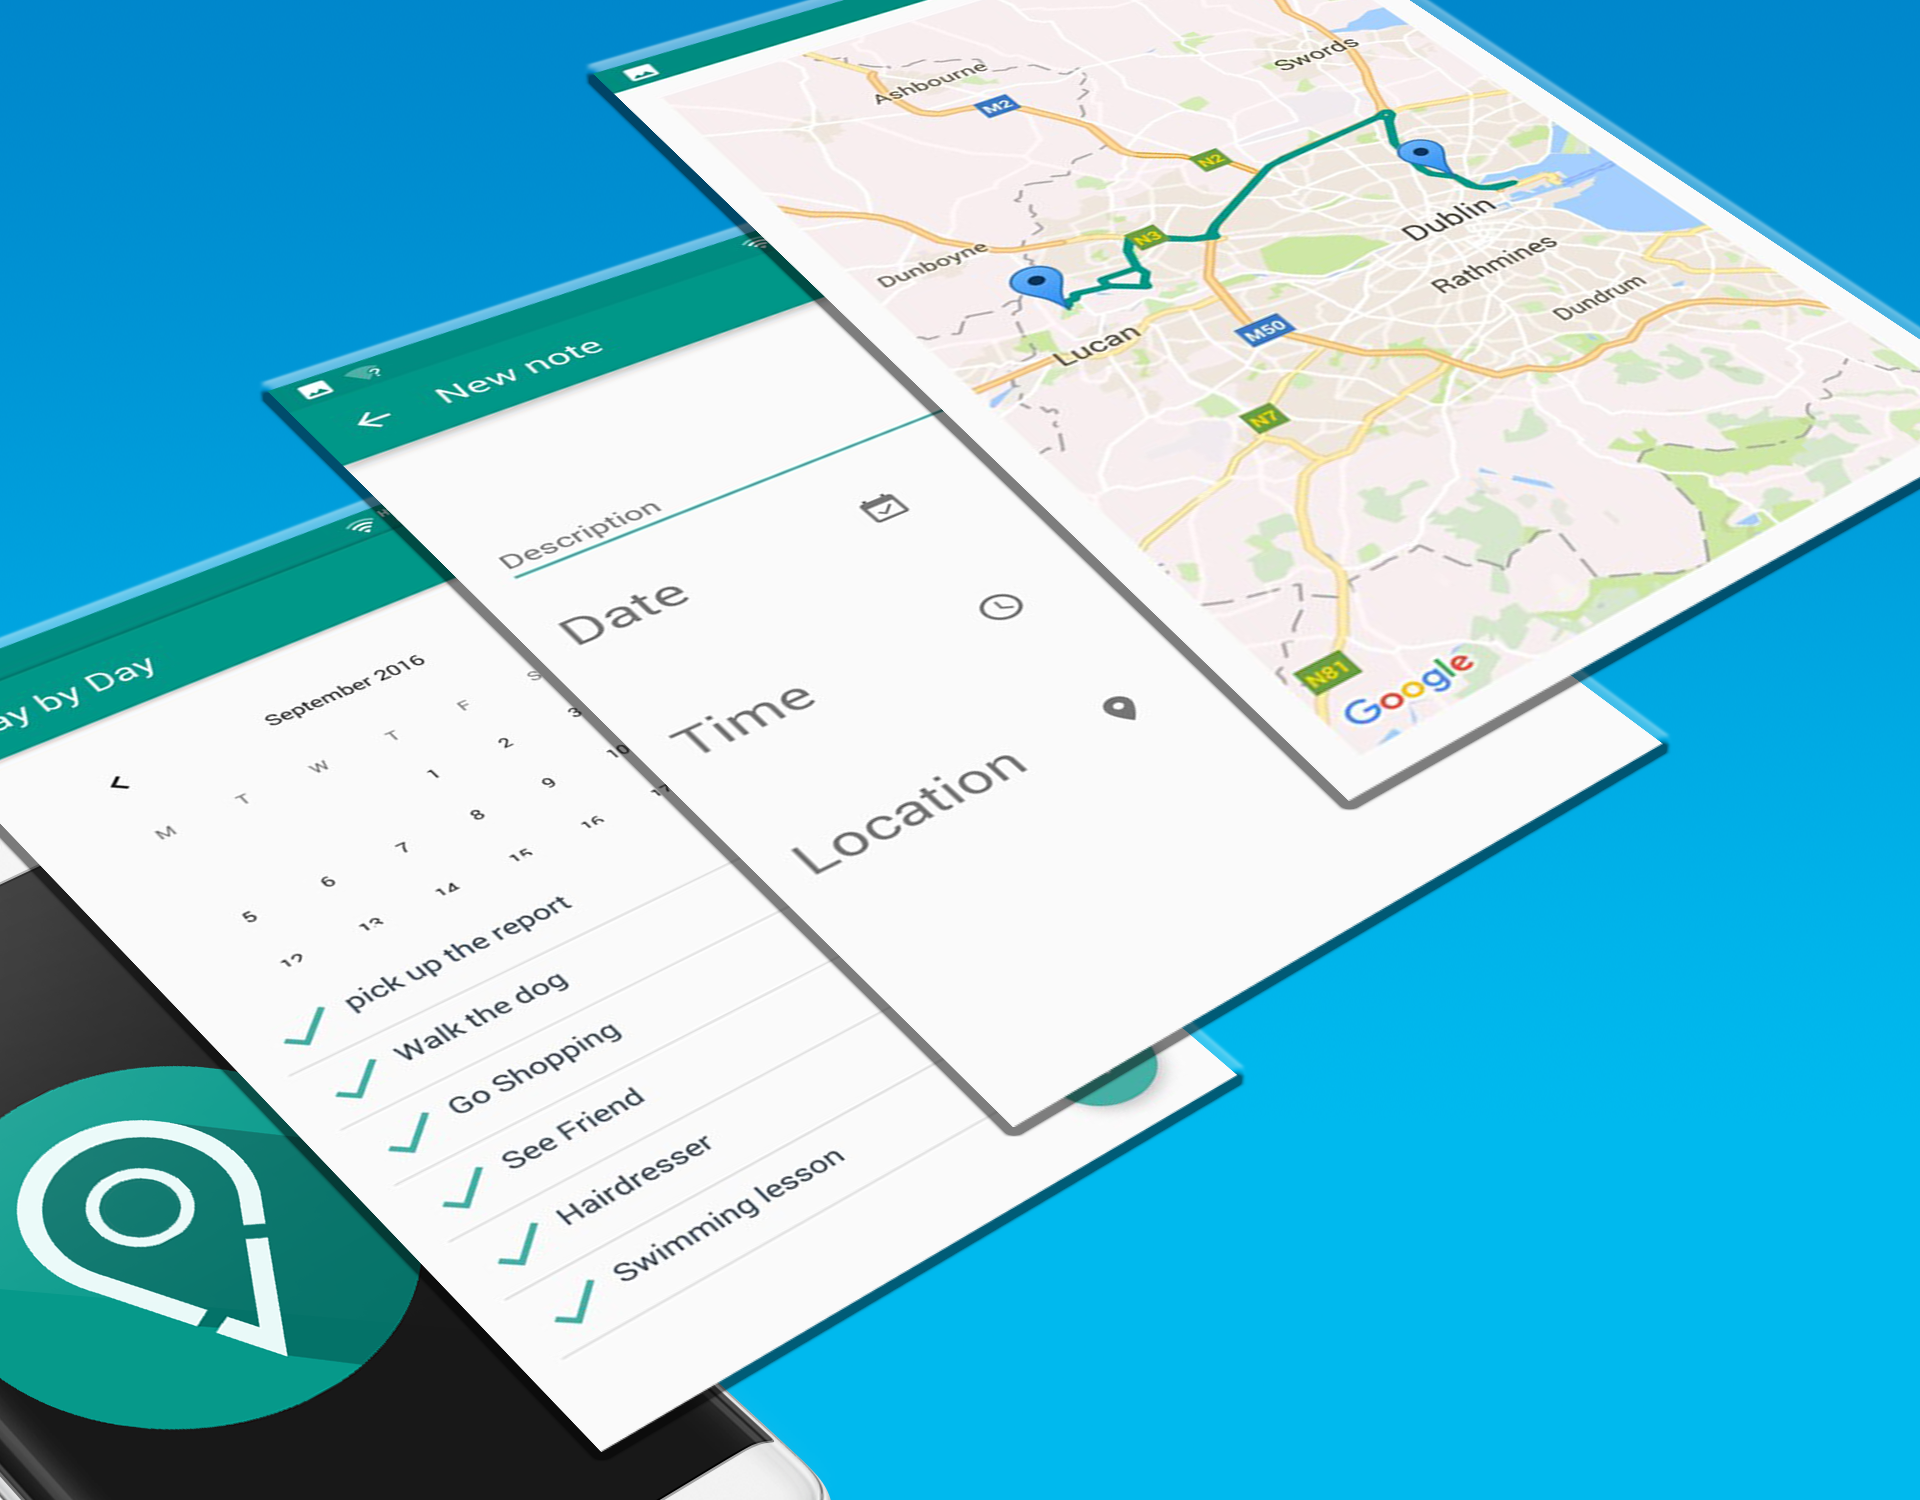 Swords
Ashbourne
M2
N2
Dublin
N3
Rathmines
Dunboyne
Dundrum
M50
Lucan
N7
N81
Google
New note
Description
Date
Time
Location
ay by Day
September 2016
<
M T W T F S
1 2 3
5 6 7 8 9 10
12 13 14 15 16 17
pick up the report
Walk the dog
Go Shopping
See Friend
Hairdresser
Swimming lesson